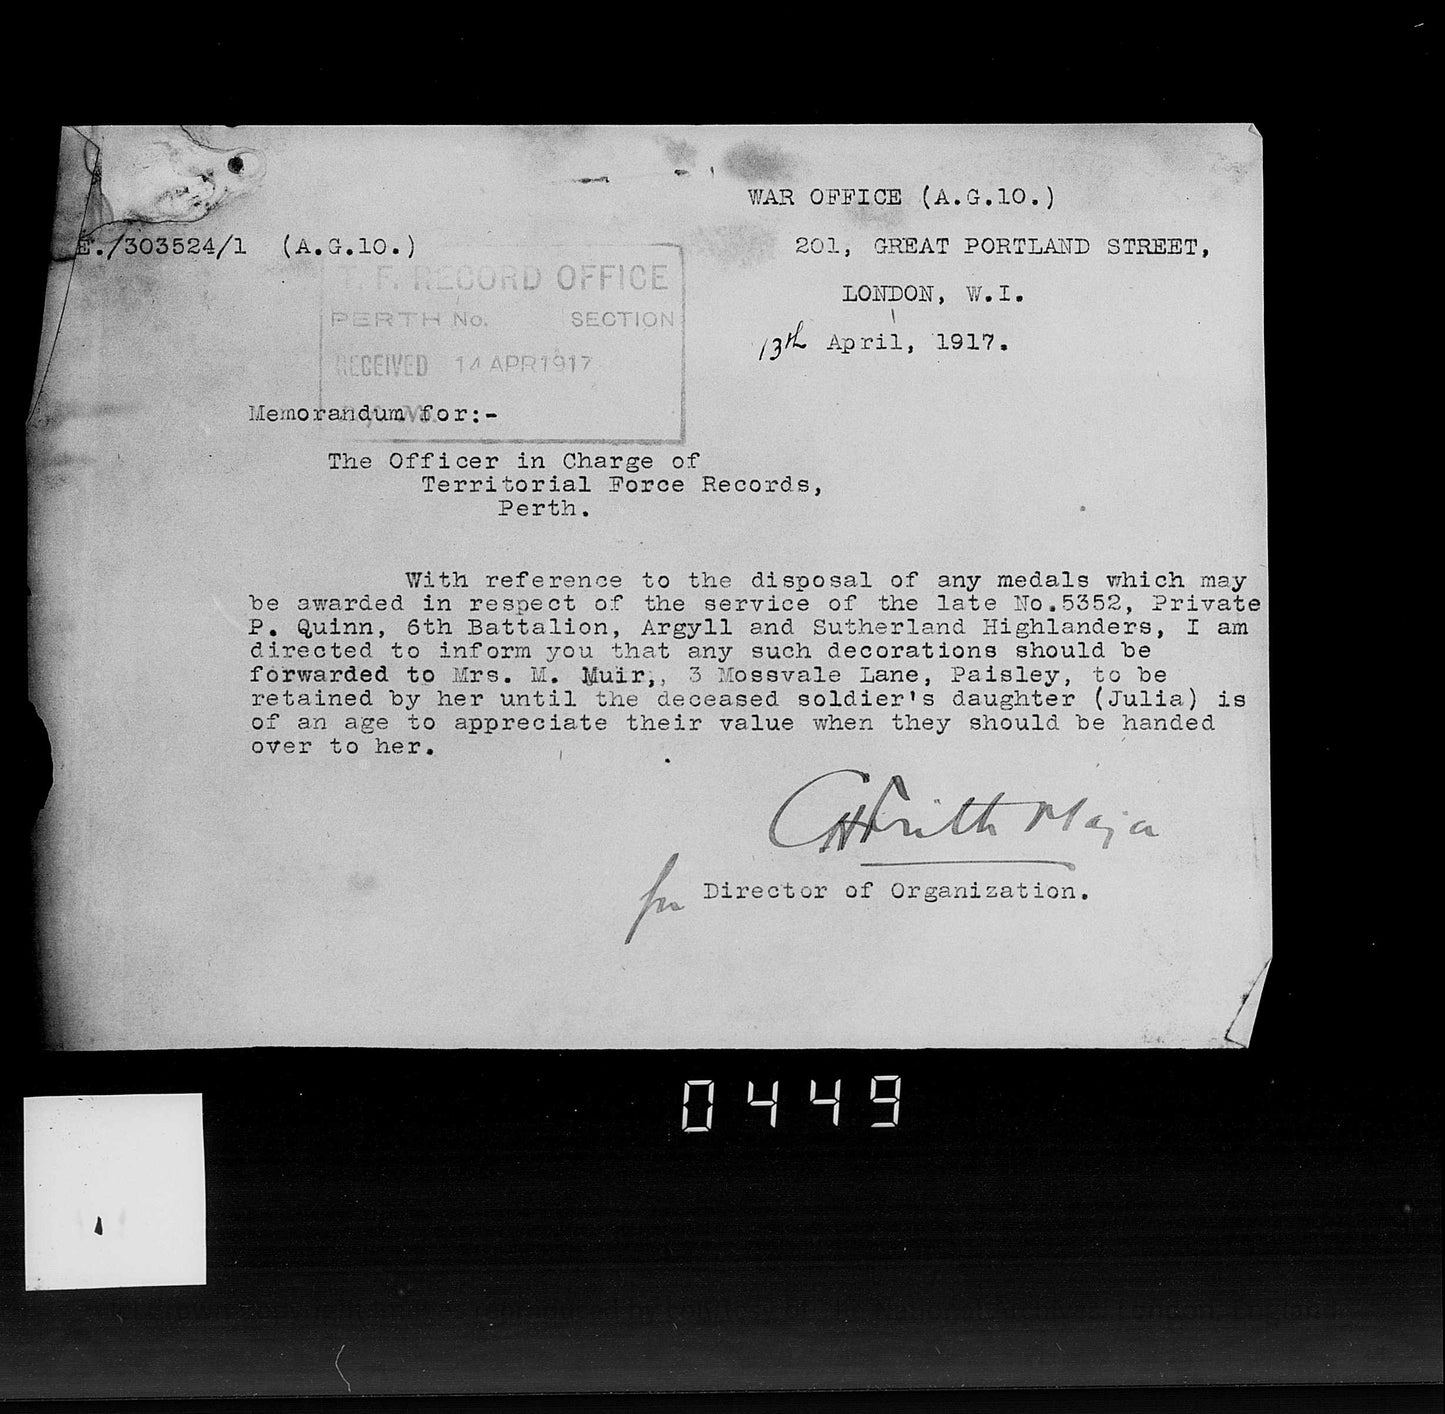 WAR OFFICE (A.G.10.)
E./303524/1 (A.G.10.)
201, GREAT PORTLAND STREET,
LONDON, W.I.
13th April, 1917.
T. F. RECORD OFFICE
PERTH No. SECTION
RECEIVED 14 APR 1917
Memorandum for:-
The Officer in Charge of
Territorial Force Records,
Perth.
With reference to the disposal of any medals which may
be awarded in respect of the service of the late No.5352, Private
P. Quinn, 6th Battalion, Argyll and Sutherland Highlanders, I am
directed to inform you that any such decorations should be
forwarded to Mrs. M. Muir,, 3 Mossvale Lane, Paisley, to be
retained by her until the deceased soldier's daughter (Julia) is
of an age to appreciate their value when they should be handed
over to her.
Major
for Director of Organization.
0449